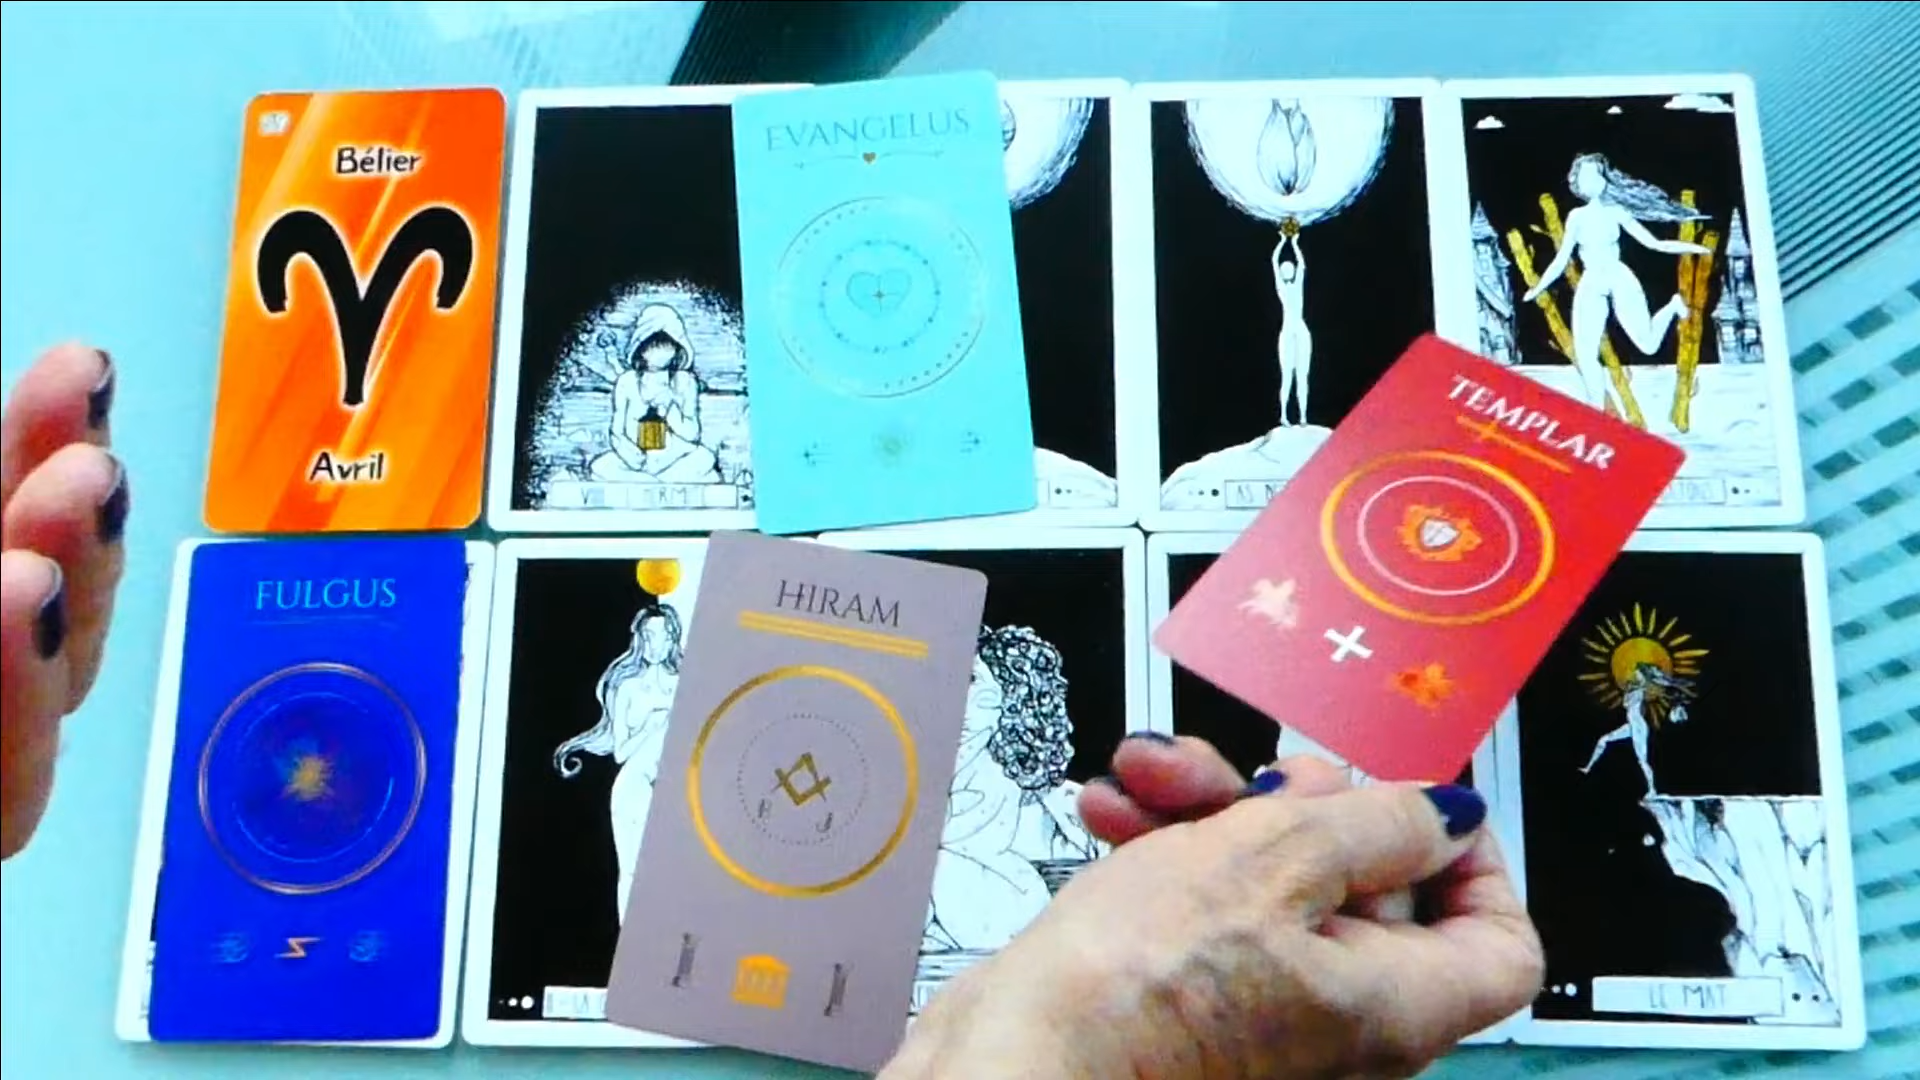 Bélier
Avril
EVANGELUS
TEMPLAR
FULGUS
HIRAM
B J
LE MAT